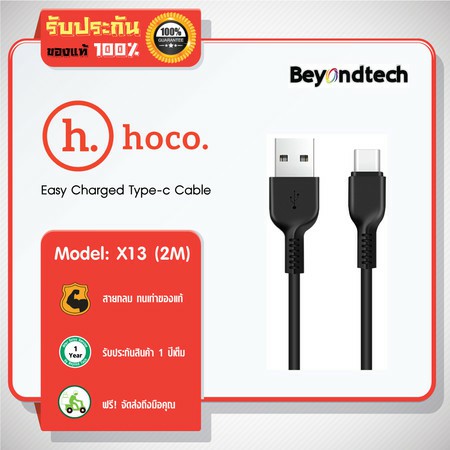 รับประกัน
ของแท้ 100%
100%
GUARANTEE
Beyondtech
h. hoco.
Easy Charged Type-c Cable
Model: X13 (2M)
สายกลม ทนเท่าของแท้
1
Year
รับประกันสินค้า 1 ปีเต็ม
ฟรี! จัดส่งถึงมือคุณ